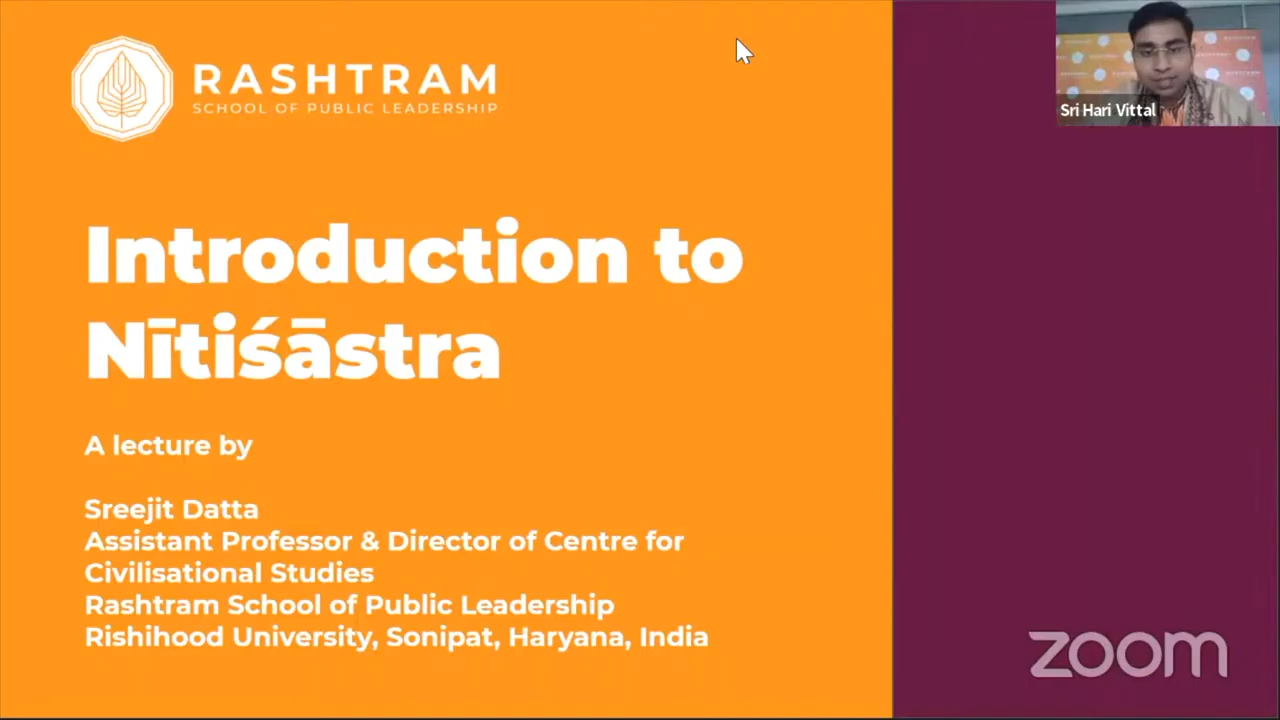 RASHTRAM
SCHOOL OF PUBLIC LEADERSHIP
Sri Hari Vittal
Introduction to
Nītiśāstra
A lecture by
Sreejit Datta
Assistant Professor & Director of Centre for
Civilisational Studies
Rashtram School of Public Leadership
Rishihood University, Sonipat, Haryana, India
zoom